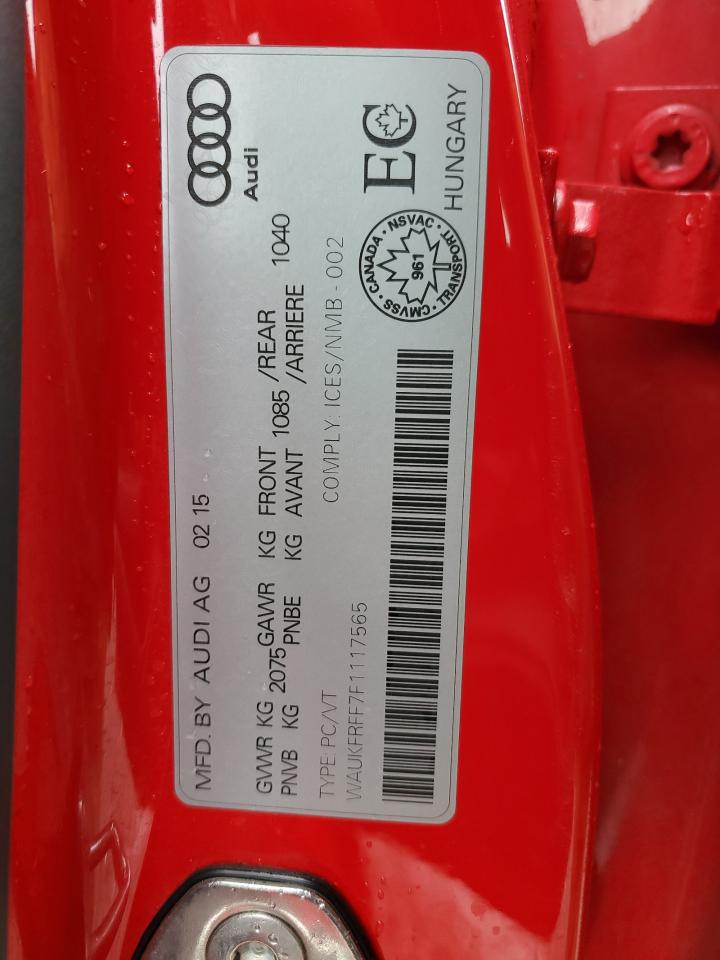 MFD. BY AUDI AG 02 15
Audi
GVWR KG 2075 GAWR KG FRONT 1085 /REAR 1040
PNVB KG PNBE KG AVANT /ARRIERE
TYPE: PC/VT COMPLY: ICES/NMB - 002
WAUKFRFF7F1117565
EC
CMVSS · CANADA · NSVAC · TRANSPORT ·
961
HUNGARY